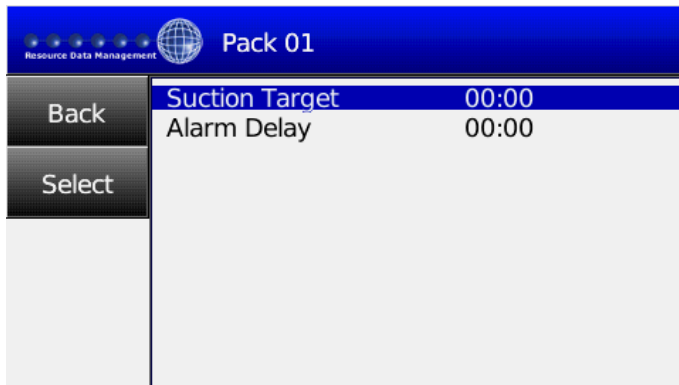 Resource Data Management
Pack 01
Back
Select
Suction Target 00:00
Alarm Delay 00:00